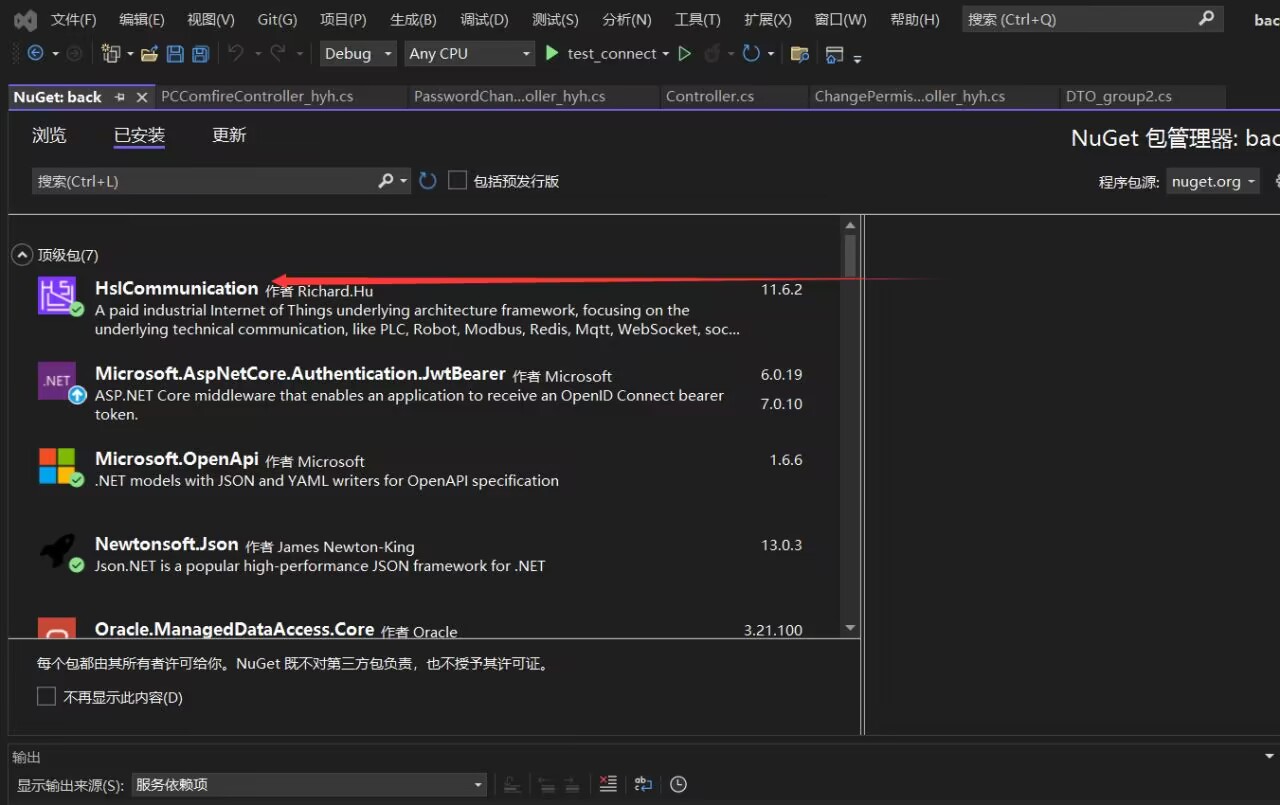 文件(F) 编辑(E) 视图(V) Git(G) 项目(P) 生成(B) 调试(D) 测试(S) 分析(N) 工具(T) 扩展(X) 窗口(W) 帮助(H) 搜索 (Ctrl+Q) bac
Debug Any CPU test_connect
NuGet: back PCComfireController_hyh.cs PasswordChan...oller_hyh.cs Controller.cs ChangePermis...oller_hyh.cs DTO_group2.cs
浏览 已安装 更新 NuGet 包管理器: bac
搜索(Ctrl+L) 包括预发行版 程序包源: nuget.org
顶级包(7)
HslCommunication 作者 Richard.Hu 11.6.2
A paid industrial Internet of Things underlying architecture framework, focusing on the
underlying technical communication, like PLC, Robot, Modbus, Redis, Mqtt, WebSocket, soc...
.NET Microsoft.AspNetCore.Authentication.JwtBearer 作者 Microsoft 6.0.19
ASP.NET Core middleware that enables an application to receive an OpenID Connect bearer 7.0.10
token.
Microsoft.OpenApi 作者 Microsoft 1.6.6
.NET models with JSON and YAML writers for OpenAPI specification
Newtonsoft.Json 作者 James Newton-King 13.0.3
Json.NET is a popular high-performance JSON framework for .NET
Oracle.ManagedDataAccess.Core 作者 Oracle 3.21.100
每个包都由其所有者许可给你。NuGet 既不对第三方包负责，也不授予其许可证。
不再显示此内容(D)
输出
显示输出来源(S): 服务依赖项